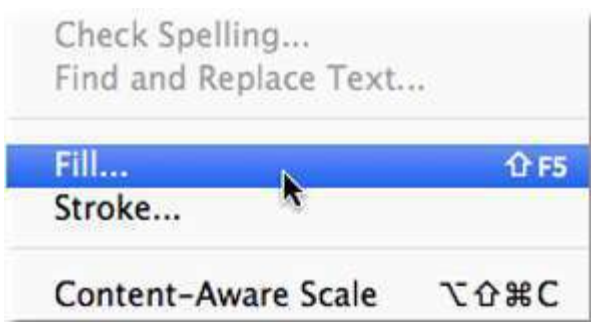 Check Spelling...
Find and Replace Text...
Fill... ⇧F5
Stroke...
Content-Aware Scale ⌥⇧⌘C